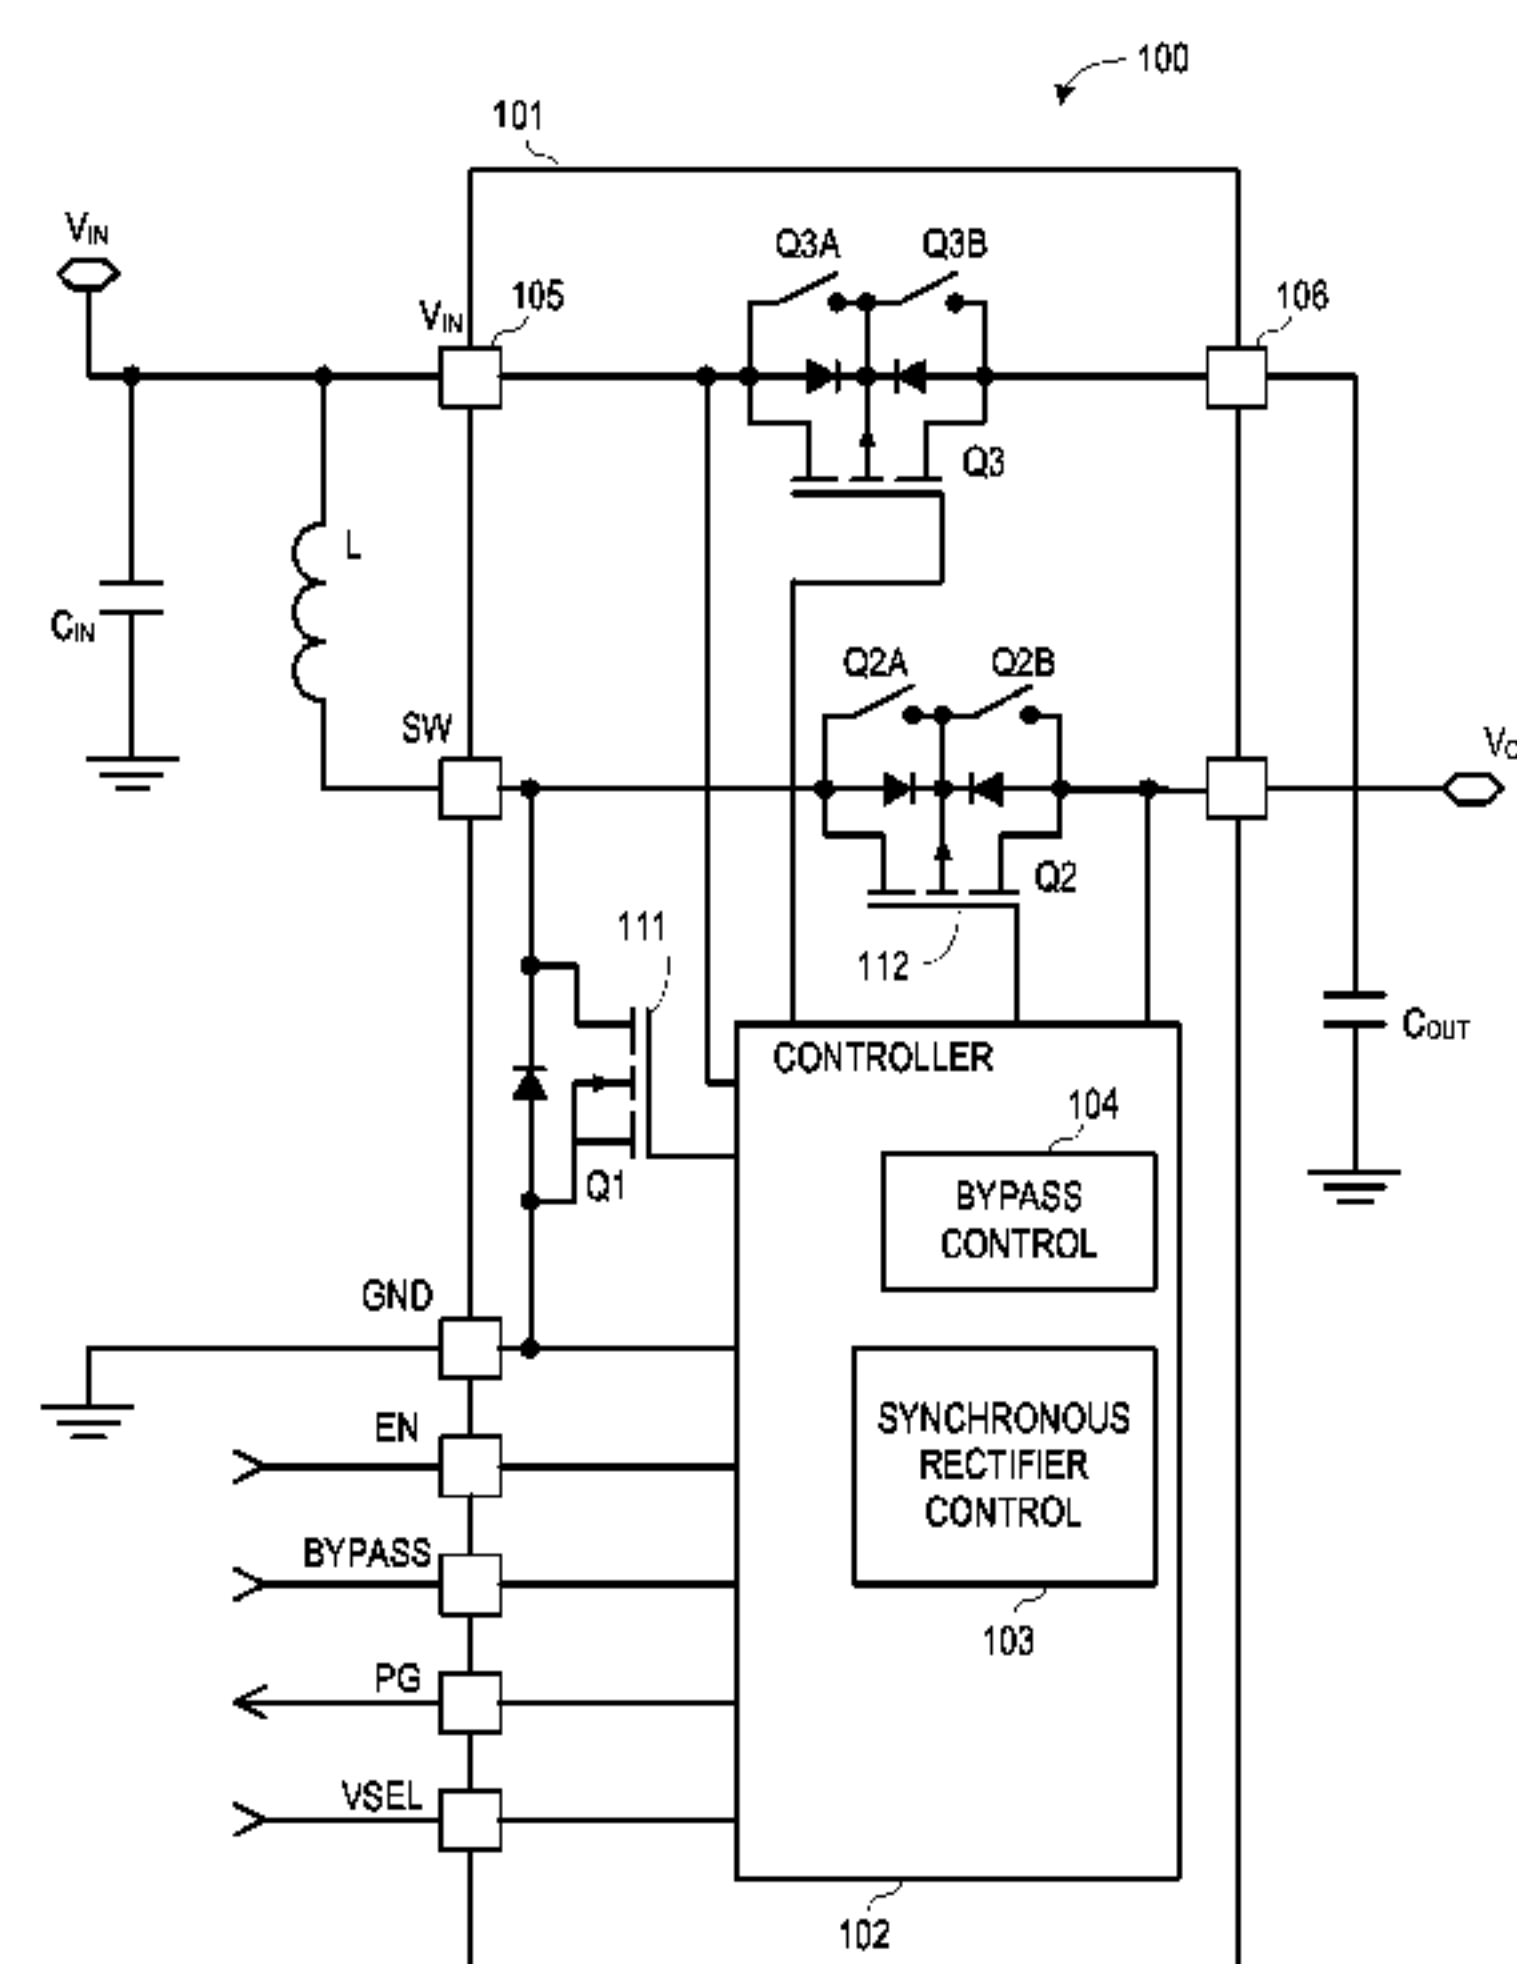 100
101
VIN
Q3A
Q3B
VIN
105
106
Q3
L
CIN
Q2A
Q2B
SW
Q2
111
112
COUT
CONTROLLER
104
BYPASS
CONTROL
Q1
GND
EN
SYNCHRONOUS
RECTIFIER
CONTROL
BYPASS
103
PG
VSEL
102